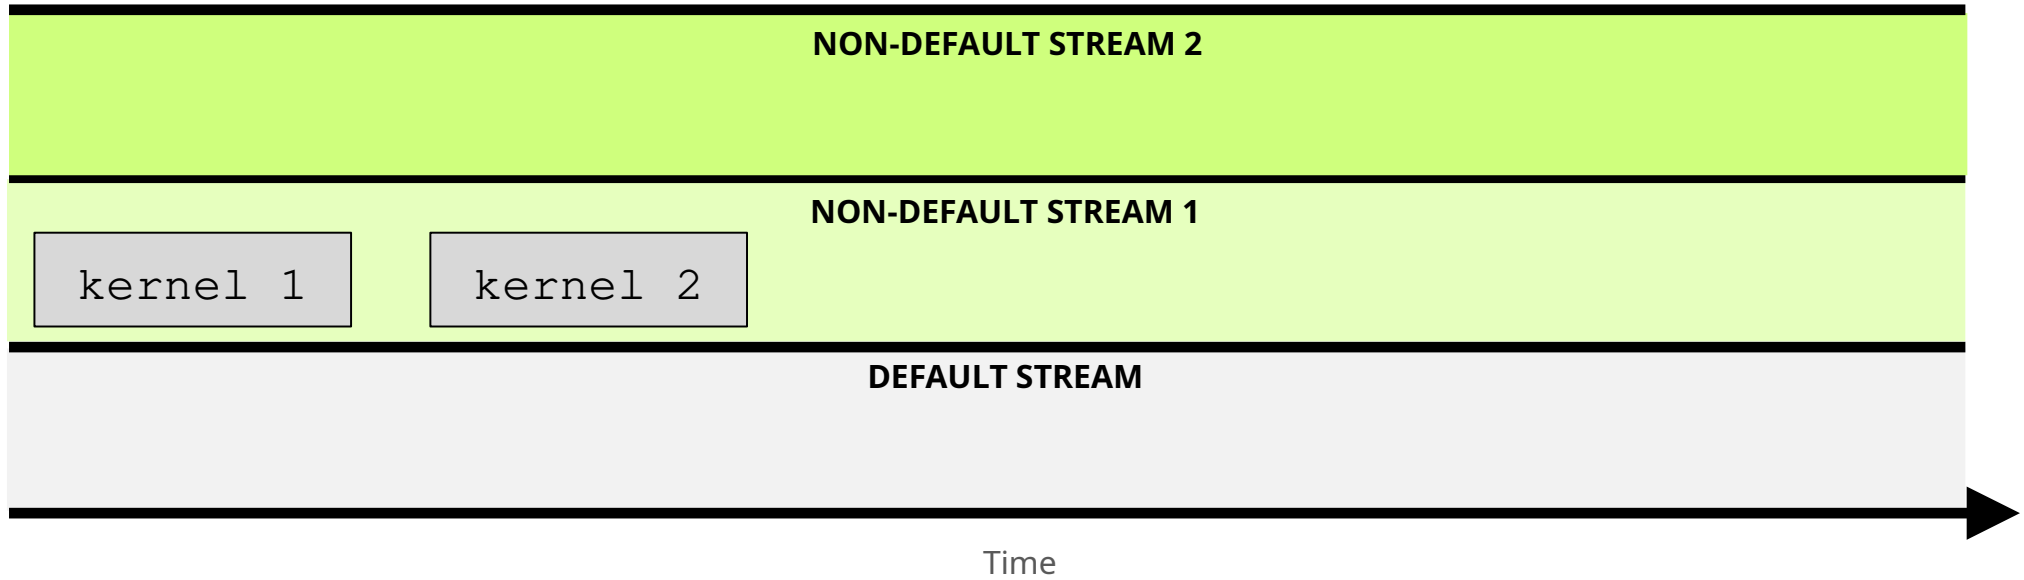 NON-DEFAULT STREAM 2
NON-DEFAULT STREAM 1
kernel 1
kernel 2
DEFAULT STREAM
Time